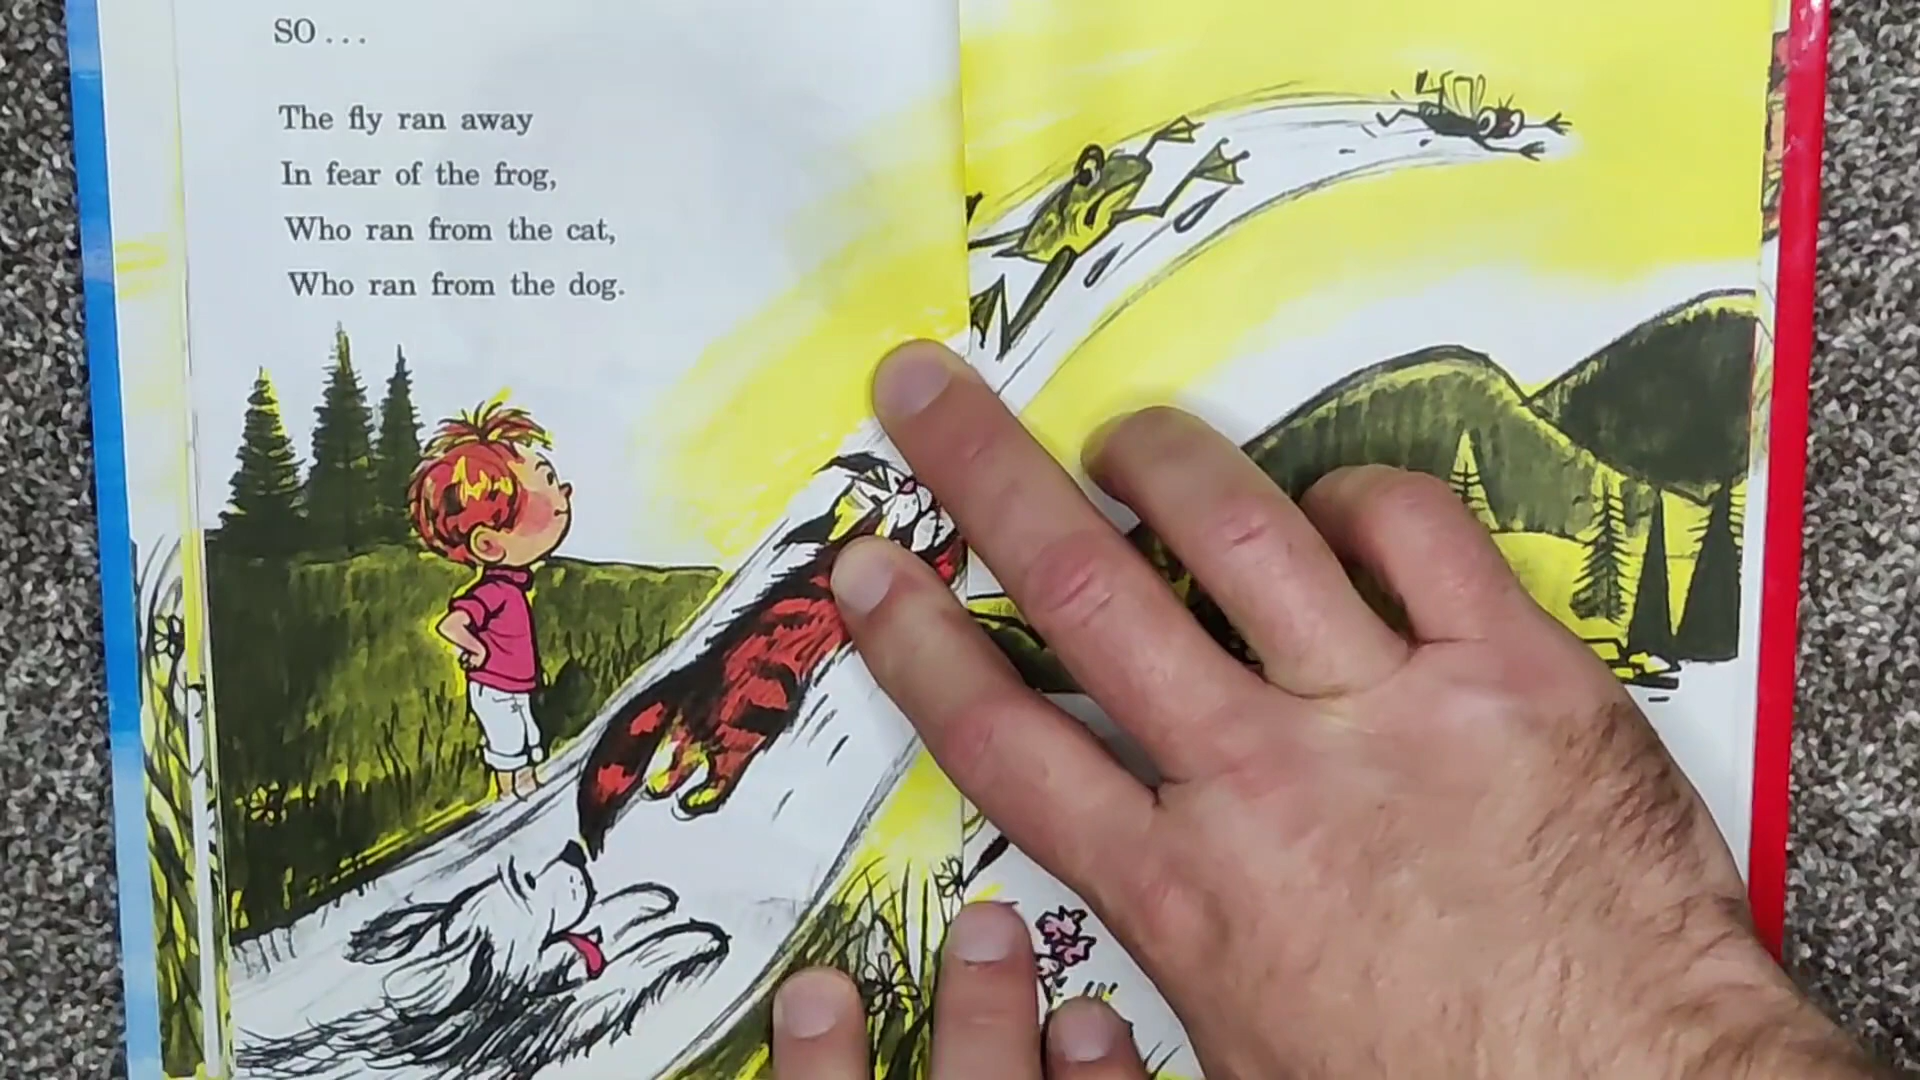 SO...
The fly ran away
In fear of the frog,
Who ran from the cat,
Who ran from the dog.